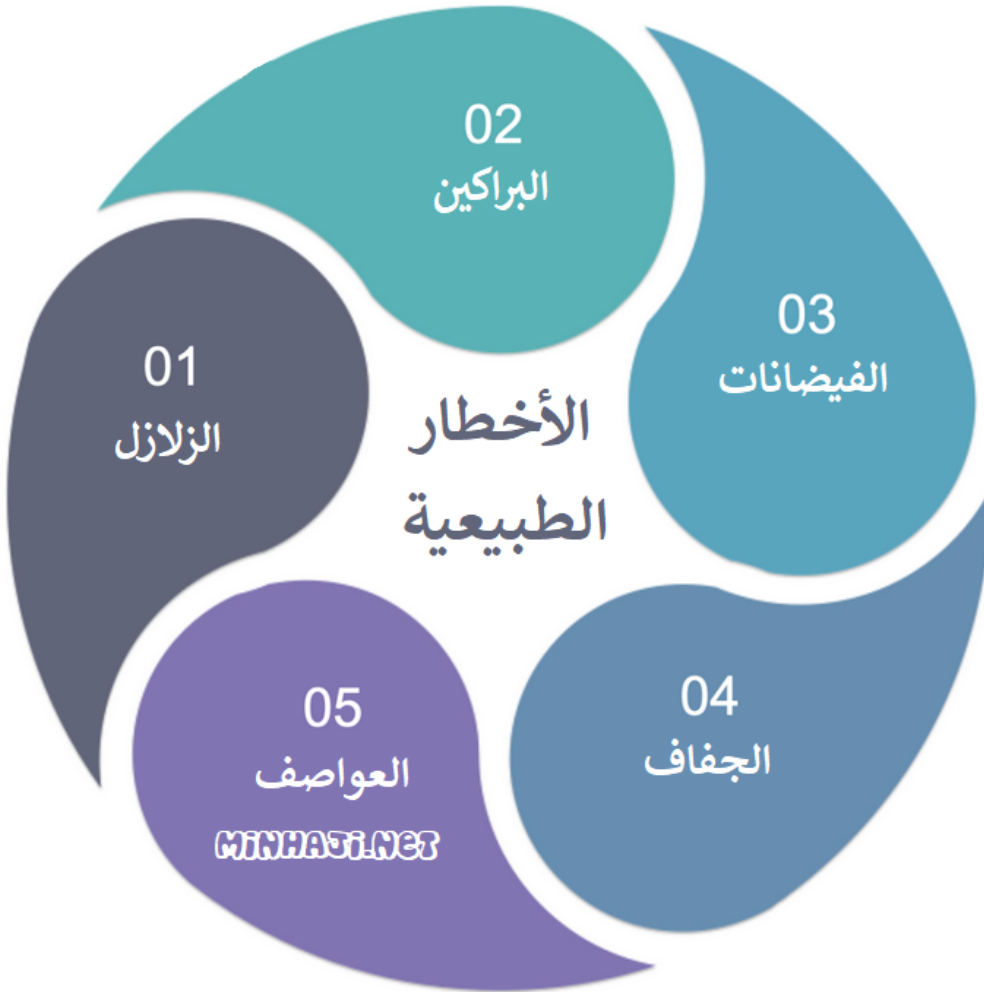 الأخطار
الطبيعية
01
الزلازل
02
البراكين
03
الفيضانات
04
الجفاف
05
العواصف
MINHAJI.NET